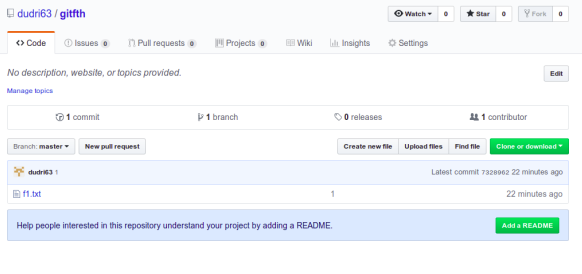 dudri63 / gitfth
Watch 0 Star 0 Fork 0
Code Issues 0 Pull requests 0 Projects 0 Wiki Insights Settings
No description, website, or topics provided. Edit
Manage topics
1 commit 1 branch 0 releases 1 contributor
Branch: master New pull request Create new file Upload files Find file Clone or download
dudri63 1 Latest commit 7328962 22 minutes ago
f1.txt 1 22 minutes ago
Help people interested in this repository understand your project by adding a README. Add a README